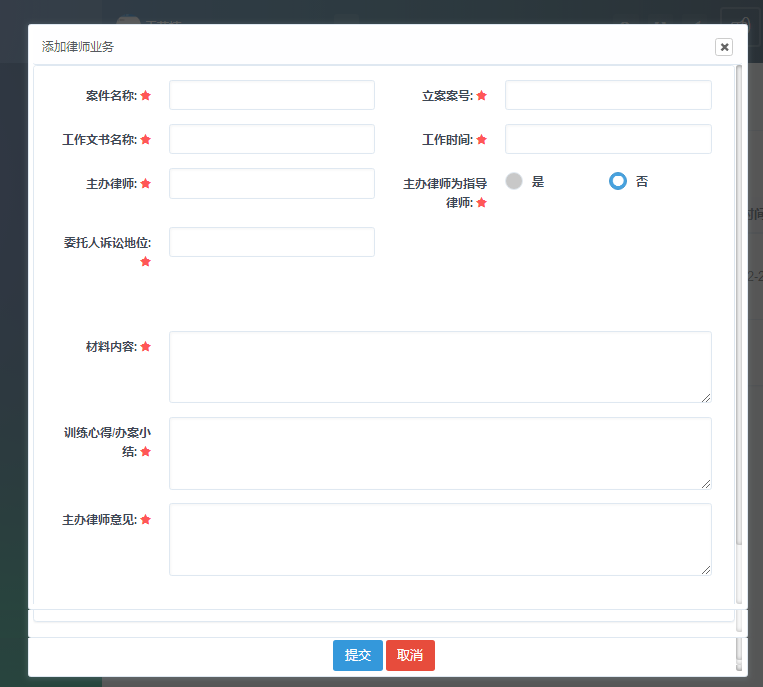 添加律师业务
案件名称:
立案案号:
工作文书名称:
工作时间:
主办律师:
主办律师为指导
律师:
是
否
委托人诉讼地位:
材料内容:
训练心得/办案小
结:
主办律师意见:
提交
取消